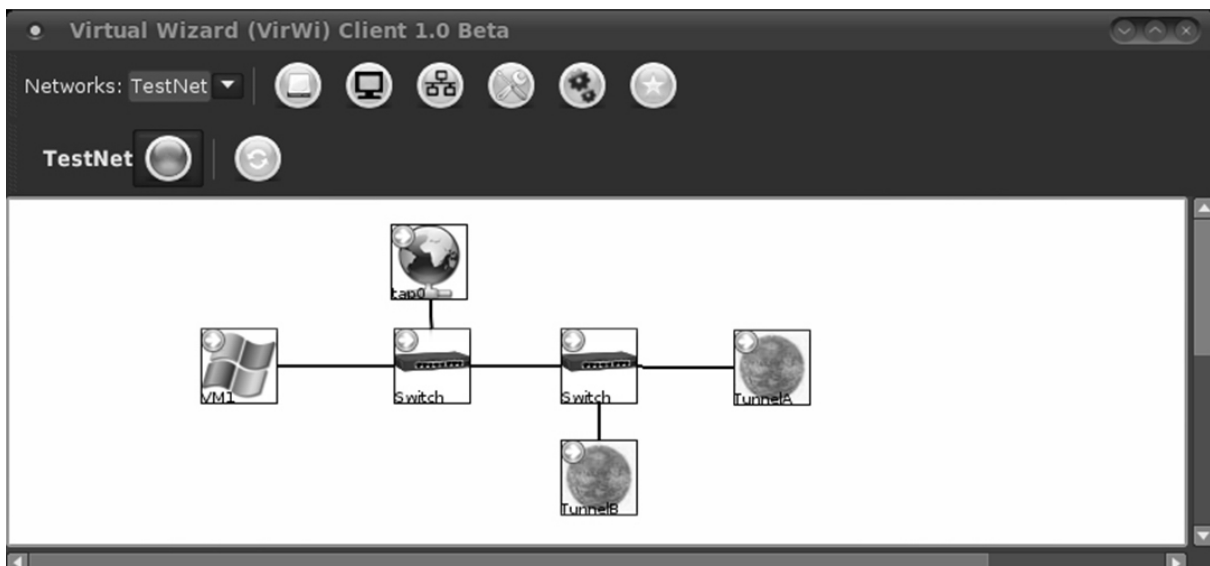 Virtual Wizard (VirWi) Client 1.0 Beta
Networks: TestNet
TestNet
tap0
VM1
Switch
Switch
TunnelA
TunnelB